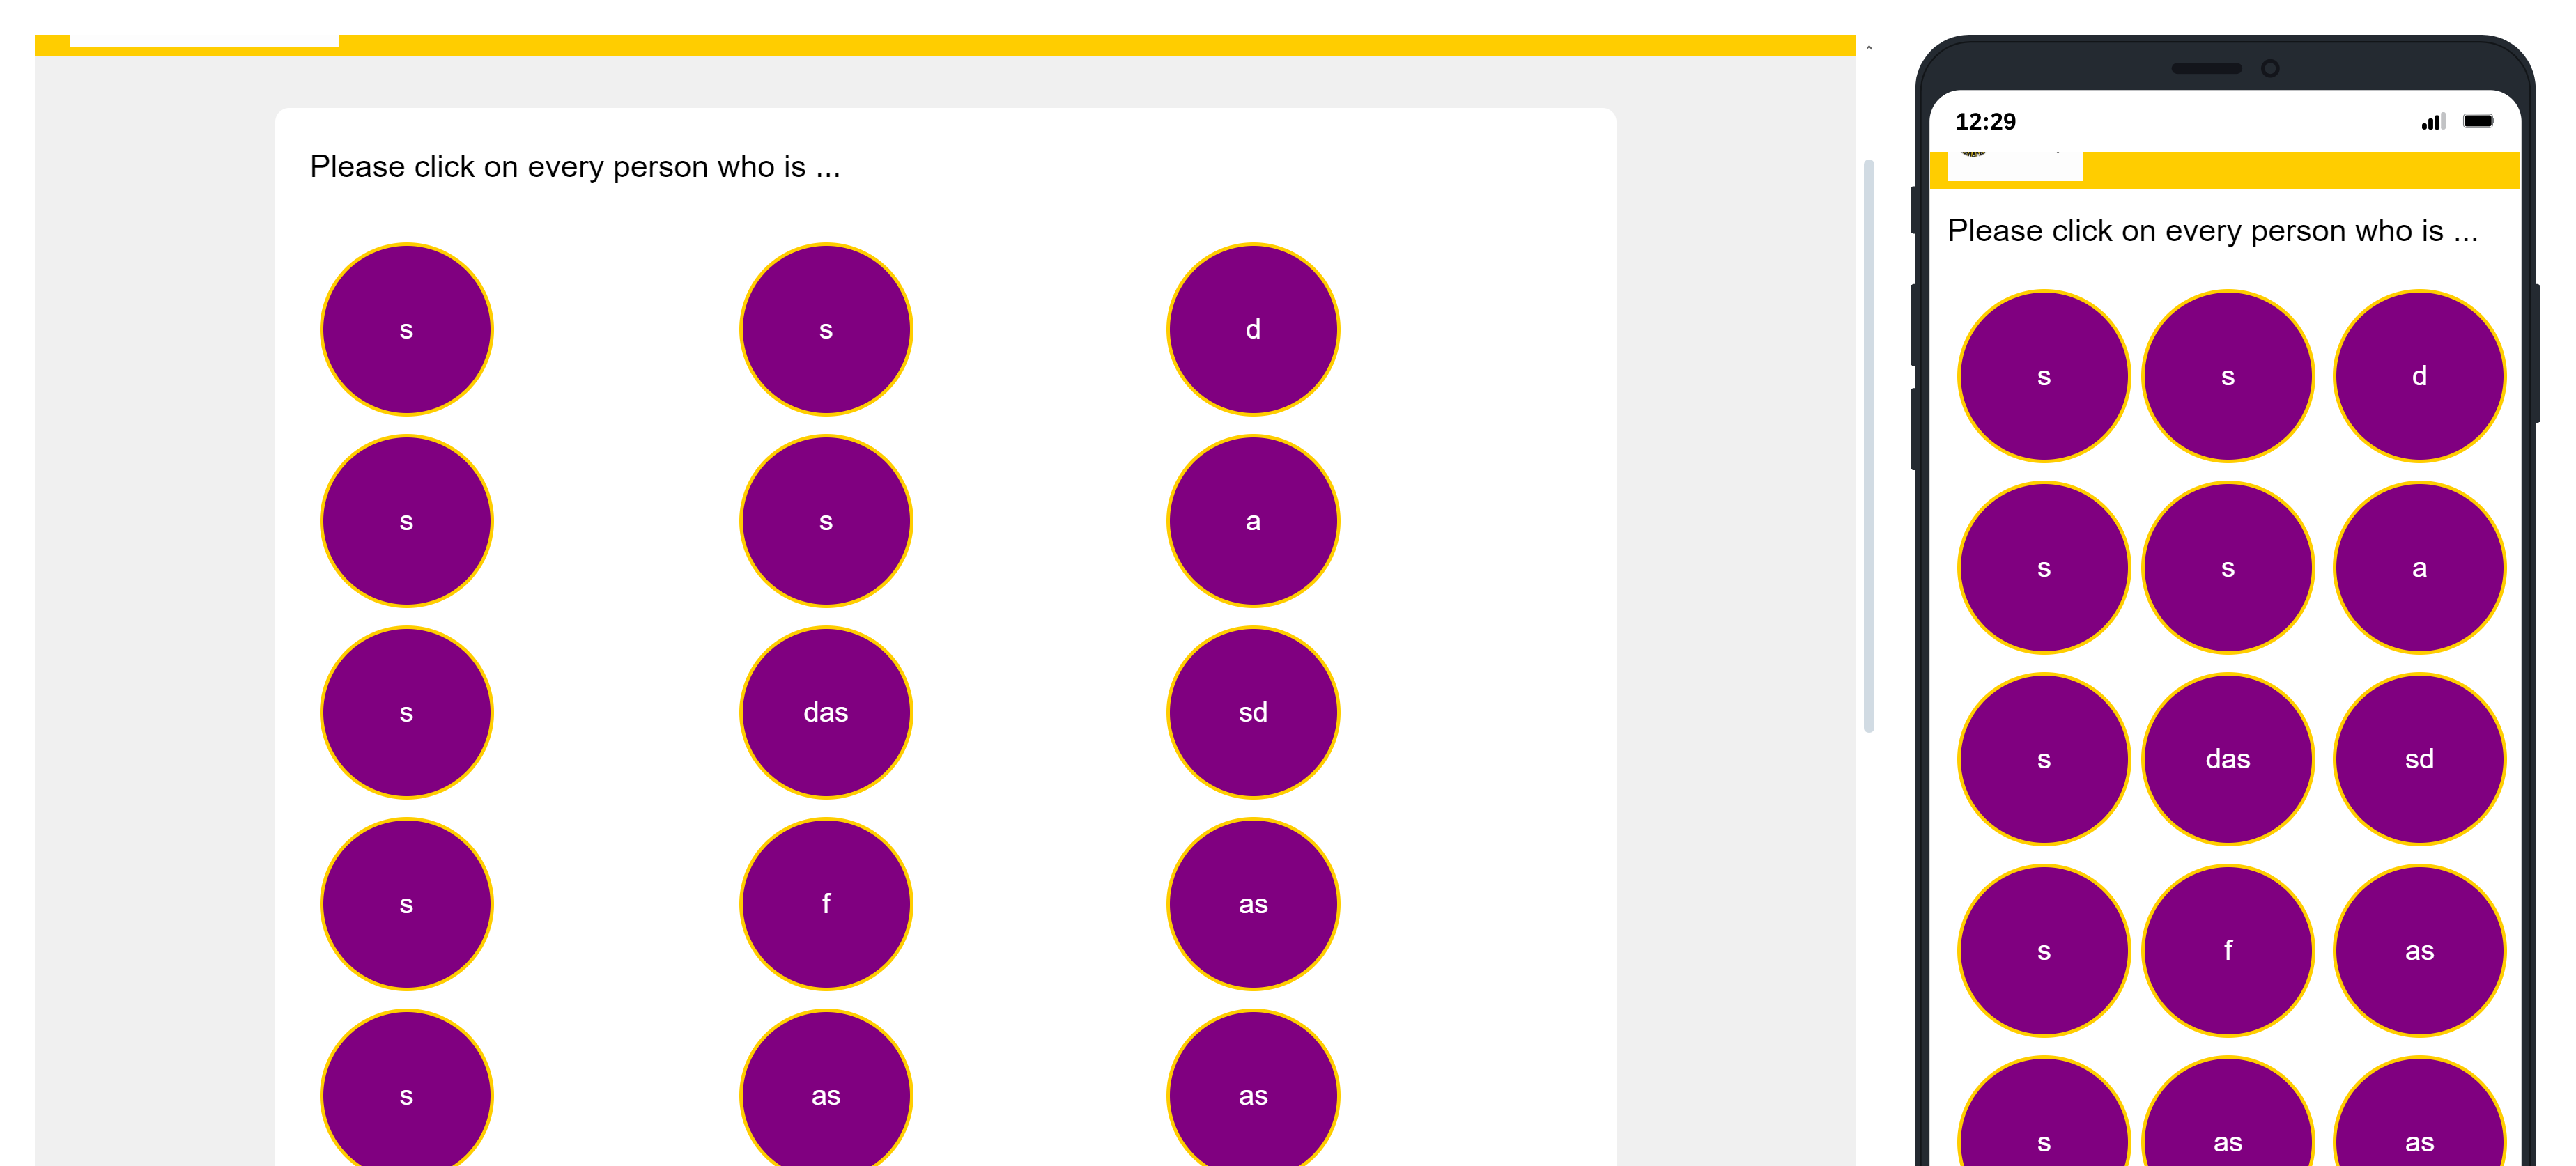 Please click on every person who is ...
s s d
s s a
s das sd
s f as
s as as
12:29
Please click on every person who is ...
s s d
s s a
s das sd
s f as
s as as